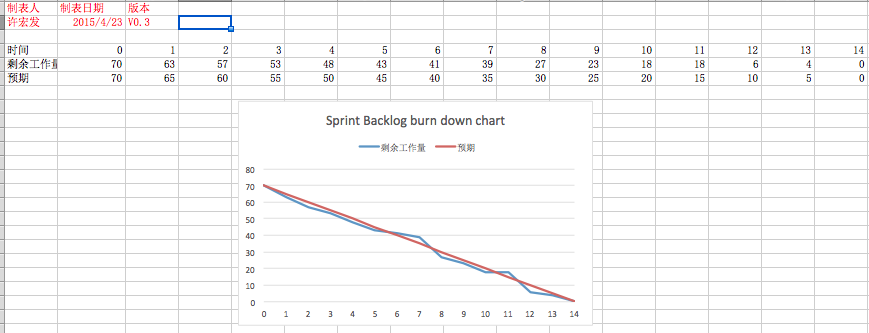 制表人 制表日期 版本
许宏发 2015/4/23 V0.3
时间 0 1 2 3 4 5 6 7 8 9 10 11 12 13 14
剩余工作量 70 63 57 53 48 43 41 39 27 23 18 18 6 4 0
预期 70 65 60 55 50 45 40 35 30 25 20 15 10 5 0
Sprint Backlog burn down chart
剩余工作量 预期
80
70
60
50
40
30
20
10
0
0 1 2 3 4 5 6 7 8 9 10 11 12 13 14